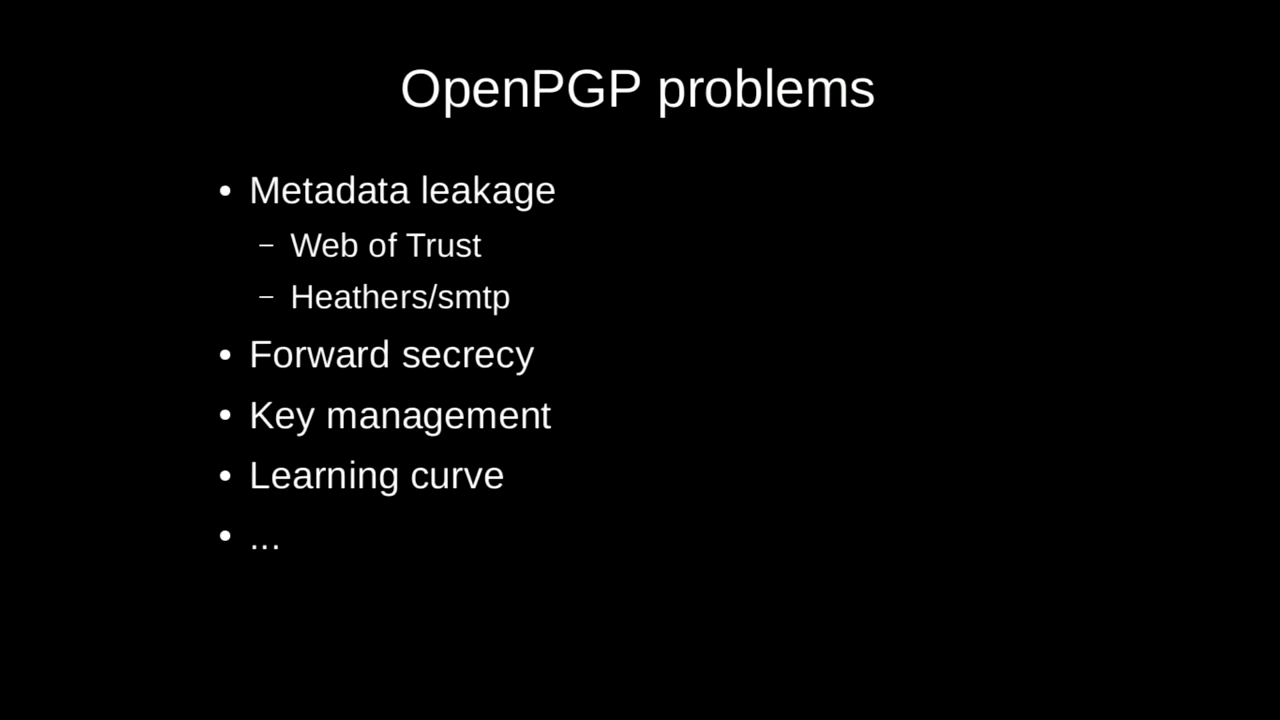 OpenPGP problems
• Metadata leakage
– Web of Trust
– Heathers/smtp
• Forward secrecy
• Key management
• Learning curve
• ...